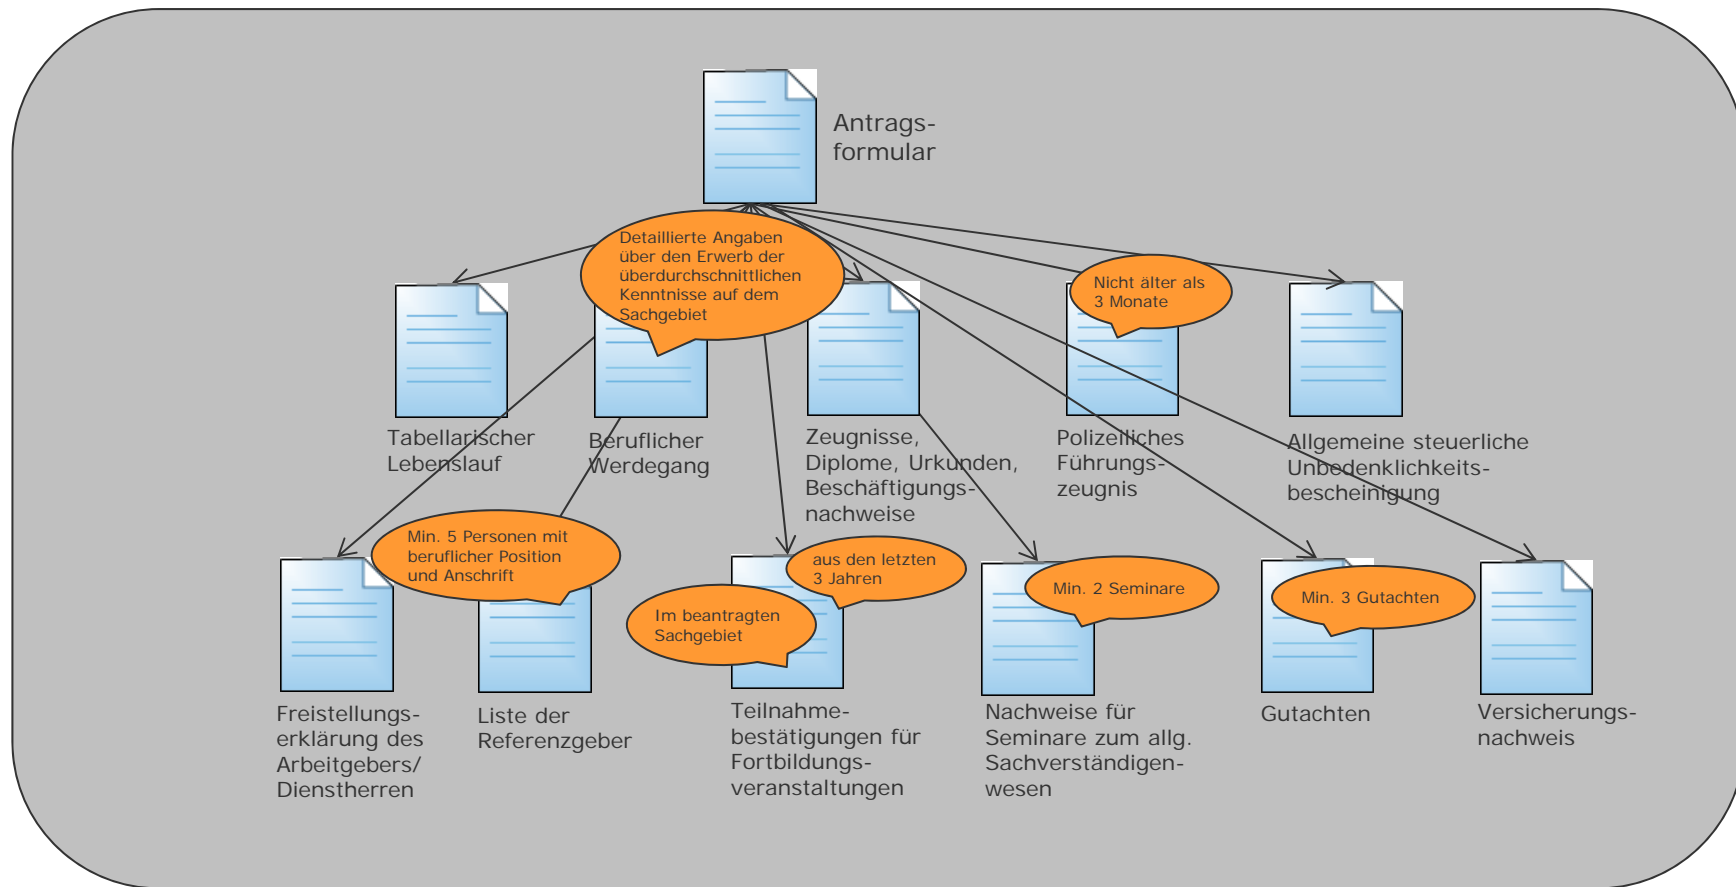 Antrags-
formular
Detaillierte Angaben
über den Erwerb der
überdurchschnittlichen
Kenntnisse auf dem
Sachgebiet
Nicht älter als
3 Monate
Tabellarischer
Lebenslauf
Beruflicher
Werdegang
Zeugnisse,
Diplome, Urkunden,
Beschäftigungs-
nachweise
Polizeiliches
Führungs-
zeugnis
Allgemeine steuerliche
Unbedenklichkeits-
bescheinigung
Min. 5 Personen mit
beruflicher Position
und Anschrift
aus den letzten
3 Jahren
Im beantragten
Sachgebiet
Min. 2 Seminare
Min. 3 Gutachten
Freistellungs-
erklärung des
Arbeitgebers/
Dienstherren
Liste der
Referenzgeber
Teilnahme-
bestätigungen für
Fortbildungs-
veranstaltungen
Nachweise für
Seminare zum allg.
Sachverständigen-
wesen
Gutachten
Versicherungs-
nachweis